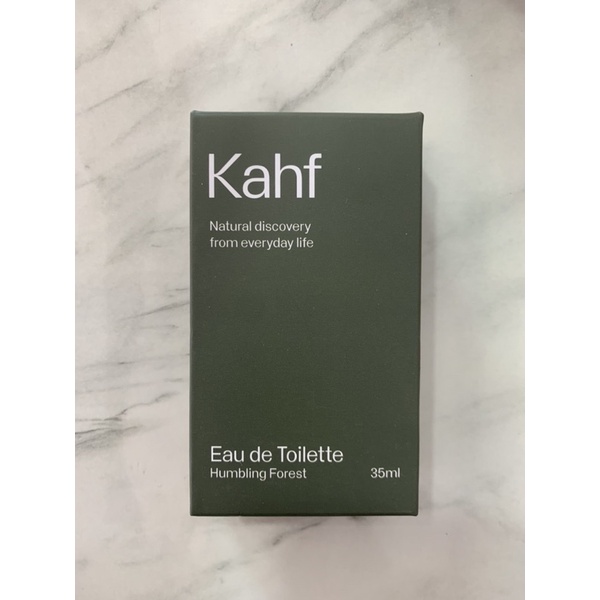 Kahf
Natural discovery
from everyday life
Eau de Toilette
Humbling Forest 35ml